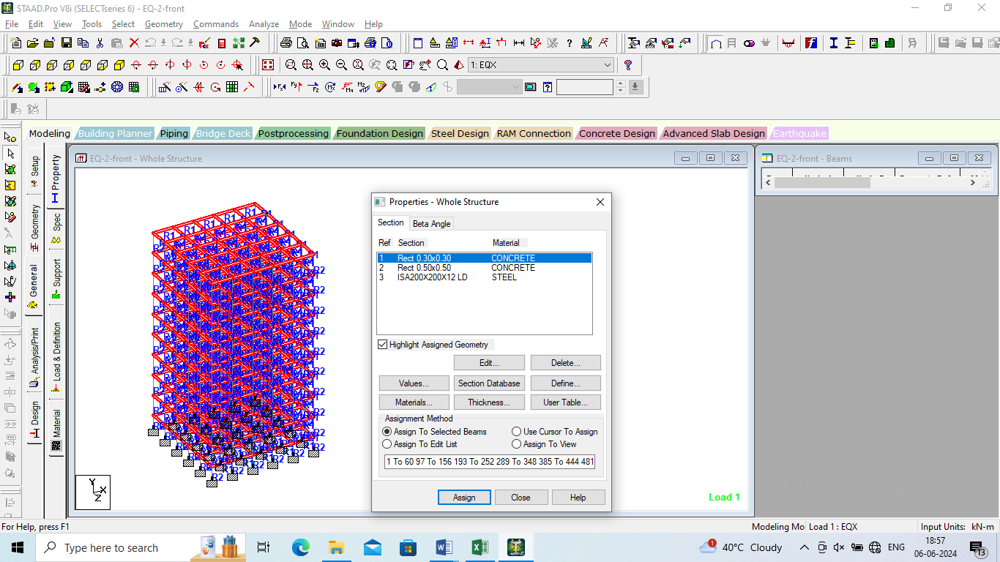 STAAD.Pro V8i (SELECTseries 6) - EQ-2-front
File Edit View Tools Select Geometry Commands Analyze Mode Window Help
1: EQX
Modeling Building Planner Piping Bridge Deck Postprocessing Foundation Design Steel Design RAM Connection Concrete Design Advanced Slab Design Earthquake
Setup
Geometry
General
Analysis/Print
Design
Property
Spec
Support
Load & Definition
Material
EQ-2-front - Whole Structure
EQ-2-front - Beams
Properties - Whole Structure
Section Beta Angle
Ref Section Material
1 Rect 0.30x0.30 CONCRETE
2 Rect 0.50x0.50 CONCRETE
3 ISA200X200X12 LD STEEL
Highlight Assigned Geometry
Edit... Delete...
Values... Section Database Define...
Materials... Thickness... User Table...
Assignment Method
Assign To Selected Beams Use Cursor To Assign
Assign To Edit List Assign To View
1 To 60 97 To 156 193 To 252 289 To 348 385 To 444 481
Assign Close Help
Y
X
Z
Load 1
For Help, press F1
Modeling Mo Load 1 : EQX Input Units: kN-m
Type here to search
1 40°C Cloudy ENG 18:57
06-06-2024
13